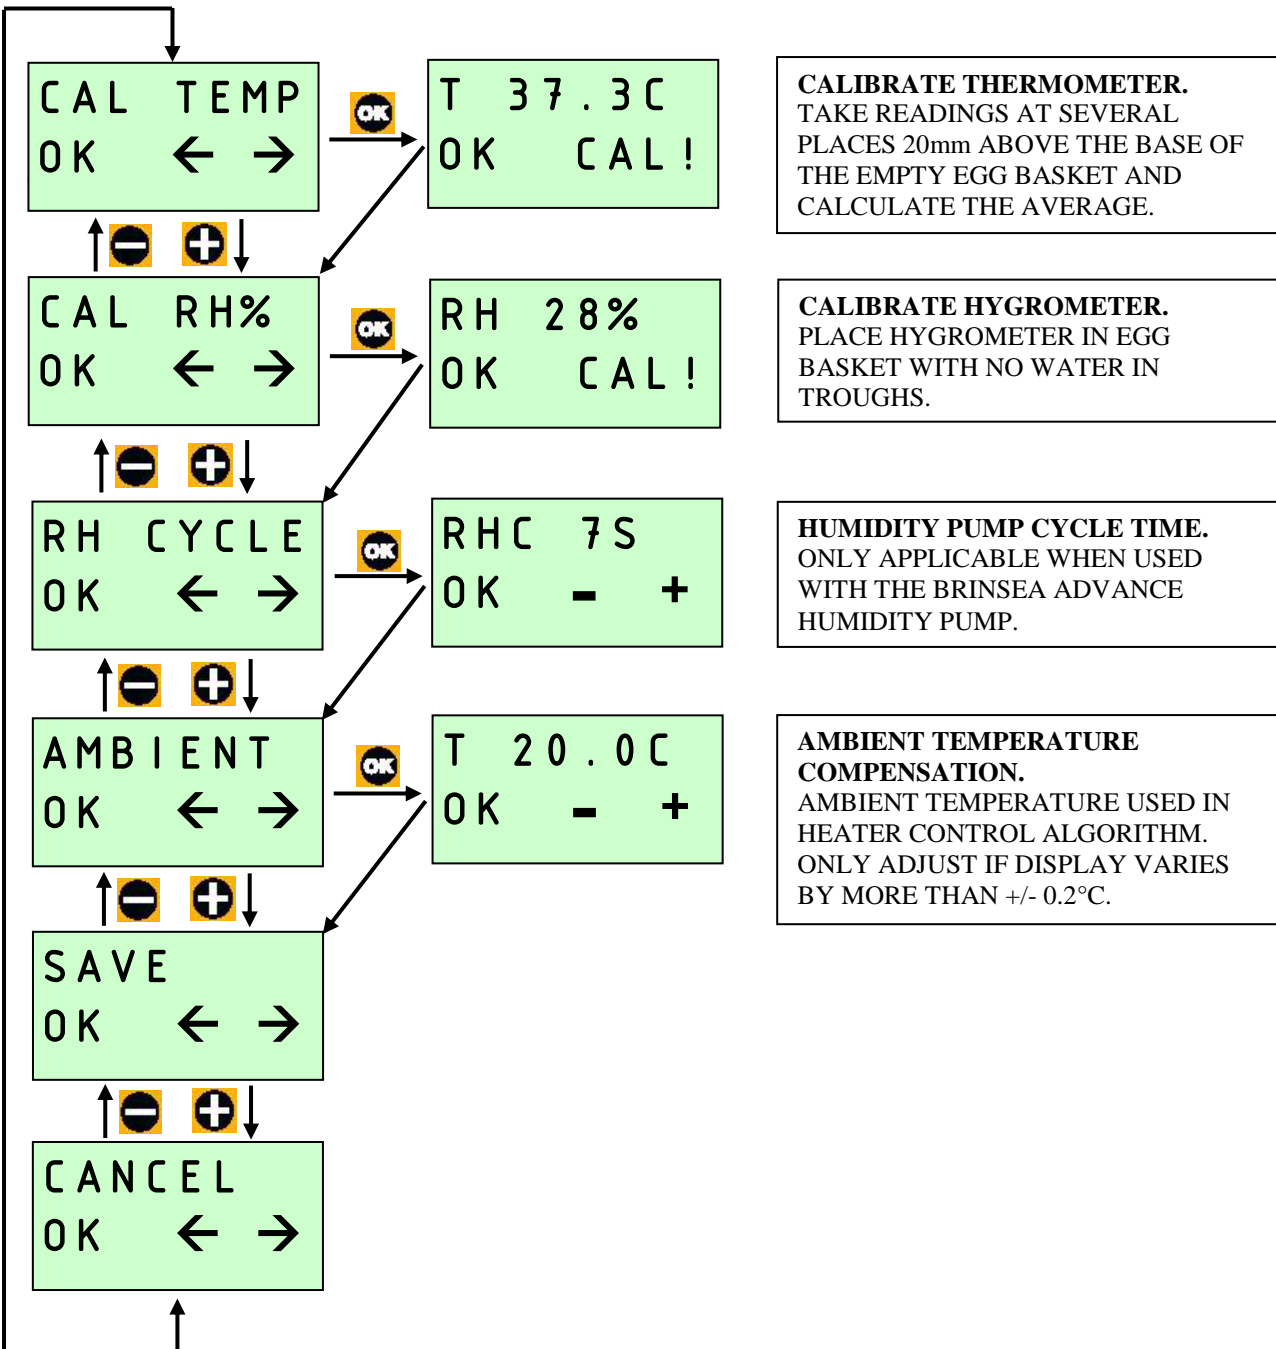 CAL TEMP
OK ← →
OK
T 37.3C
OK CAL!
CALIBRATE THERMOMETER.
TAKE READINGS AT SEVERAL
PLACES 20mm ABOVE THE BASE OF
THE EMPTY EGG BASKET AND
CALCULATE THE AVERAGE.
CAL RH%
OK ← →
OK
RH 28%
OK CAL!
CALIBRATE HYGROMETER.
PLACE HYGROMETER IN EGG
BASKET WITH NO WATER IN
TROUGHS.
RH CYCLE
OK ← →
OK
RHC 7S
OK - +
HUMIDITY PUMP CYCLE TIME.
ONLY APPLICABLE WHEN USED
WITH THE BRINSEA ADVANCE
HUMIDITY PUMP.
AMBIENT
OK ← →
OK
T 20.0C
OK - +
AMBIENT TEMPERATURE
COMPENSATION.
AMBIENT TEMPERATURE USED IN
HEATER CONTROL ALGORITHM.
ONLY ADJUST IF DISPLAY VARIES
BY MORE THAN +/- 0.2°C.
SAVE
OK ← →
CANCEL
OK ← →